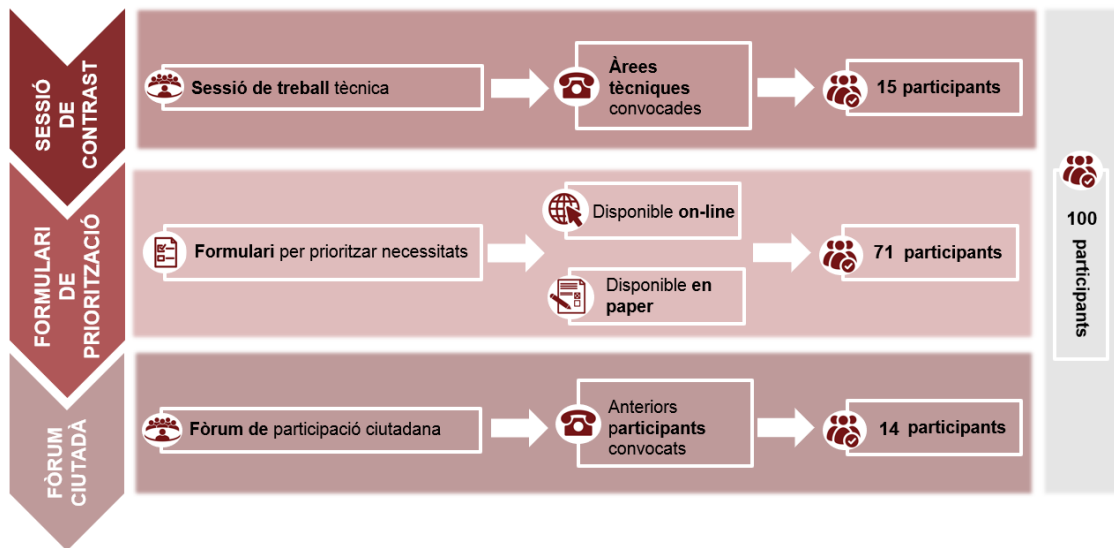 SESSIÓ
DE
CONTRAST
Sessió de treball tècnica
Àrees
tècniques
convocades
15 participants
FORMULARI
DE
PRIORITZACIÓ
Formulari per prioritzar necessitats
Disponible on-line
Disponible en
paper
71 participants
FÒRUM
CIUTADÀ
Fòrum de participació ciutadana
Anteriors
participants
convocats
14 participants
100
participants